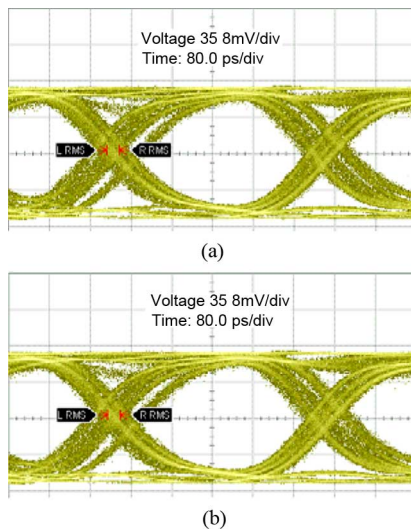 Voltage 35 8mV/div
Time: 80.0 ps/div
L RMS R RMS
(a)
Voltage 35 8mV/div
Time: 80.0 ps/div
L RMS R RMS
(b)